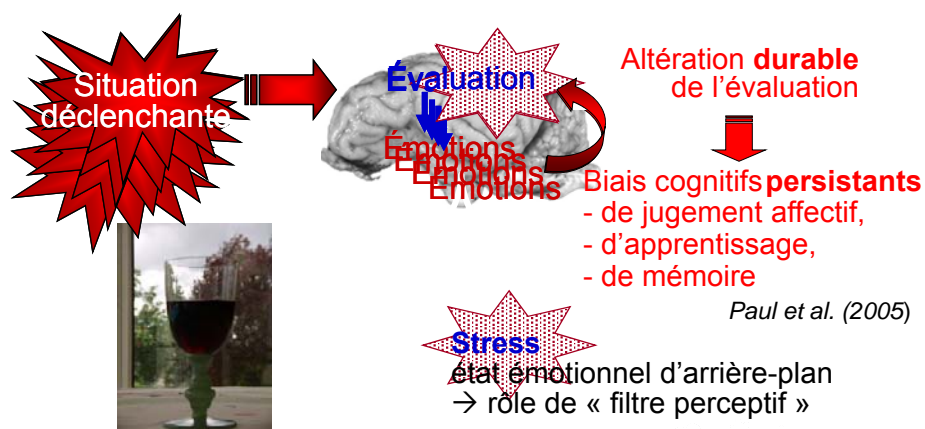 Situation
déclenchante
Évaluation
Émotions
Émotions
Émotions
Émotions
Altération durable
de l'évaluation
Biais cognitifs persistants
- de jugement affectif,
- d'apprentissage,
- de mémoire
Paul et al. (2005)
Stress
état émotionnel d'arrière-plan
→ rôle de « filtre perceptif »